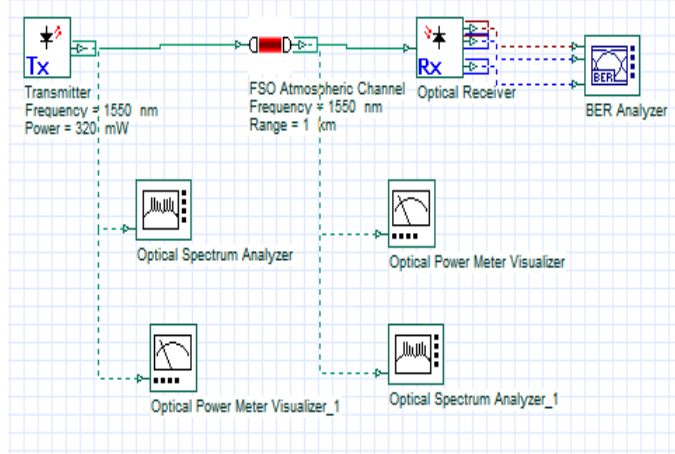 Tx
Transmitter
Frequency = 1550 nm
Power = 320 mW
FSO Atmospheric Channel
Frequency = 1550 nm
Range = 1 km
Rx
Optical Receiver
BER
BER Analyzer
Optical Spectrum Analyzer
Optical Power Meter Visualizer
Optical Power Meter Visualizer_1
Optical Spectrum Analyzer_1